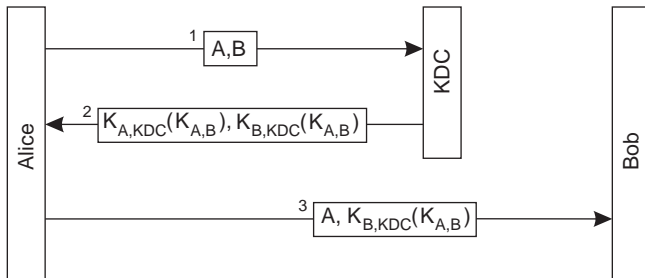 1
A,B
KDC
2
K_{A,KDC}(K_{A,B}), K_{B,KDC}(K_{A,B})
Alice
Bob
3
A, K_{B,KDC}(K_{A,B})